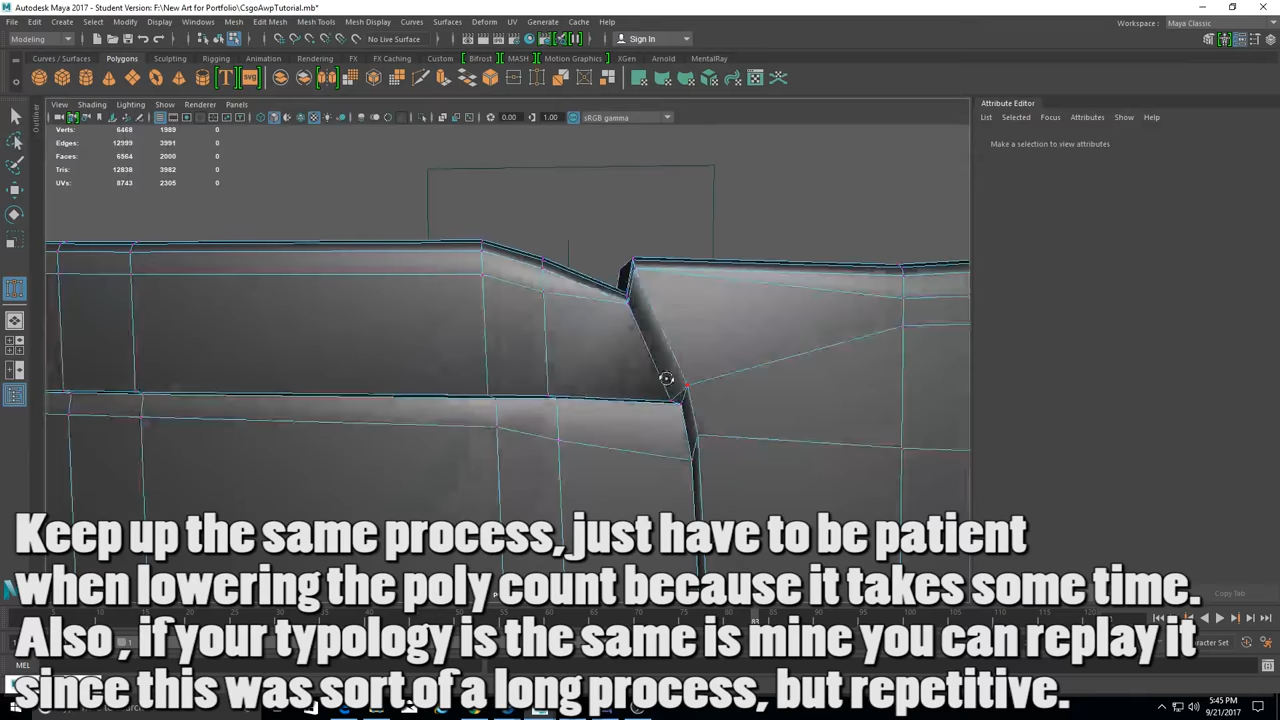 Autodesk Maya 2017 - Student Version: F:\New Art for Portfolio\CsgoAwpTutorial.mb*
File Edit Create Select Modify Display Windows Mesh Edit Mesh Mesh Tools Mesh Display Curves Surfaces Deform UV Generate Cache Help
Workspace : Maya Classic
Modeling No Live Surface Sign In
Curves / Surfaces Polygons Sculpting Rigging Animation Rendering FX FX Caching Custom Bifrost MASH Motion Graphics XGen Arnold MentalRay
SVG
View Shading Lighting Show Renderer Panels
0.00 1.00 sRGB gamma
Verts: 6468 1989 0
Edges: 12999 3991 0
Faces: 6564 2000 0
Tris: 12838 3982 0
UVs: 8743 2305 0
Outliner
Attribute Editor
List Selected Focus Attributes Show Help
Make a selection to view attributes
Keep up the same process, just have to be patient
when lowering the poly count because it takes some time.
Also , if your typology is the same is mine you can replay it
since this was sort of a long process, but repetitive.
Copy Tab
MEL
5:45 PM
9/21/2017